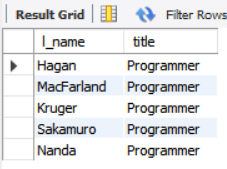 Result Grid Filter Rows
l_name title
Hagan Programmer
MacFarland Programmer
Kruger Programmer
Sakamuro Programmer
Nanda Programmer